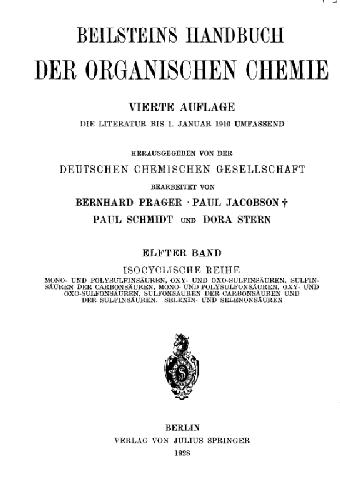 BEILSTEINS HANDBUCH
DER ORGANISCHEN CHEMIE
VIERTE AUFLAGE
DIE LITERATUR BIS 1. JANUAR 1910 UMFASSEND
HERAUSGEGEBEN VON DER
DEUTSCHEN CHEMISCHEN GESELLSCHAFT
BEARBEITET VON
BERNHARD PRAGER · PAUL JACOBSON †
PAUL SCHMIDT UND DORA STERN
ELFTER BAND
ISOCYCLISCHE REIHE
MONO- UND POLYSULFINSÄUREN, OXY- UND OXO-SULFINSÄUREN, SULFIN-
SÄUREN DER CARBONSÄUREN, MONO- UND POLYSULFONSÄUREN, OXY- UND
OXO-SULFONSÄUREN, SULFONSÄUREN DER CARBONSÄUREN UND
DER SULFINSÄUREN. SELENIN- UND SELENONSÄUREN
BERLIN
VERLAG VON JULIUS SPRINGER
1928